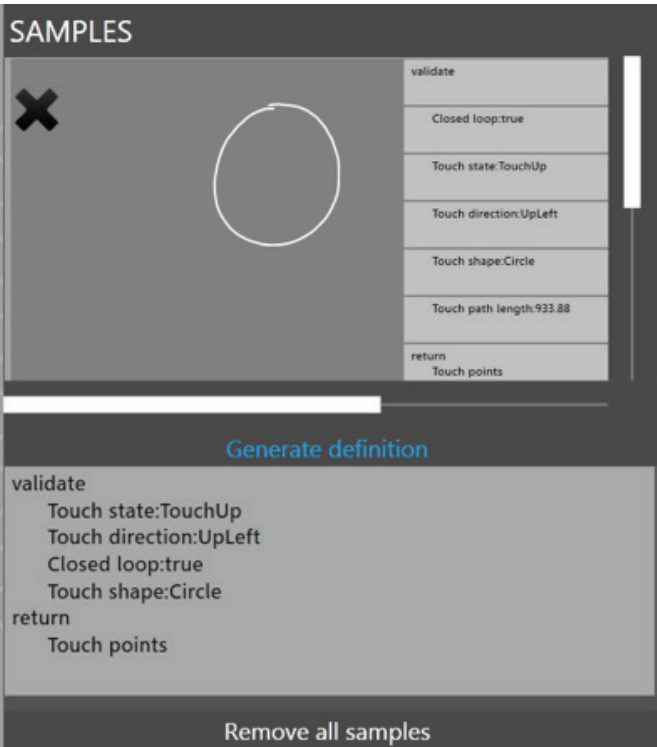 SAMPLES
validate
Closed loop:true
Touch state:TouchUp
Touch direction:UpLeft
Touch shape:Circle
Touch path length:933.88
return
Touch points
Generate definition
validate
Touch state:TouchUp
Touch direction:UpLeft
Closed loop:true
Touch shape:Circle
return
Touch points
Remove all samples